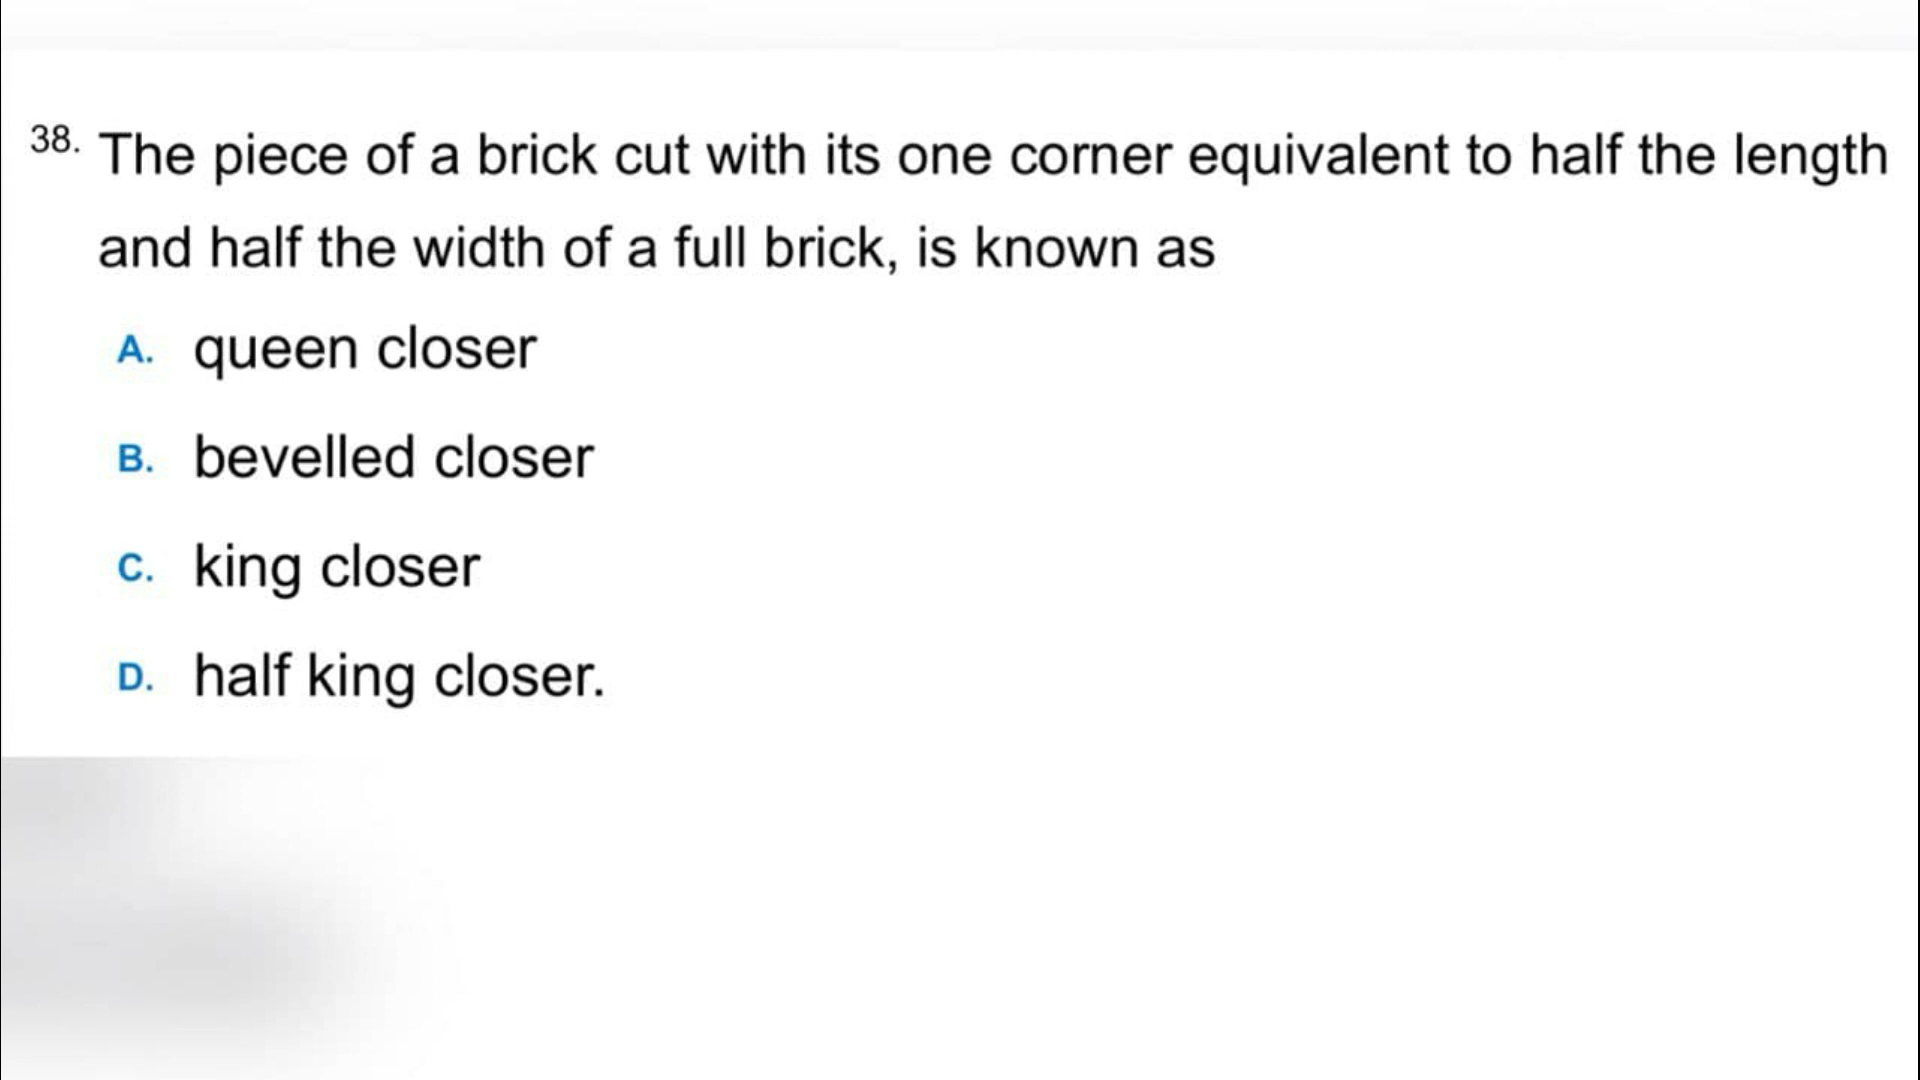 38. The piece of a brick cut with its one corner equivalent to half the length
and half the width of a full brick, is known as
A. queen closer
B. bevelled closer
C. king closer
D. half king closer.